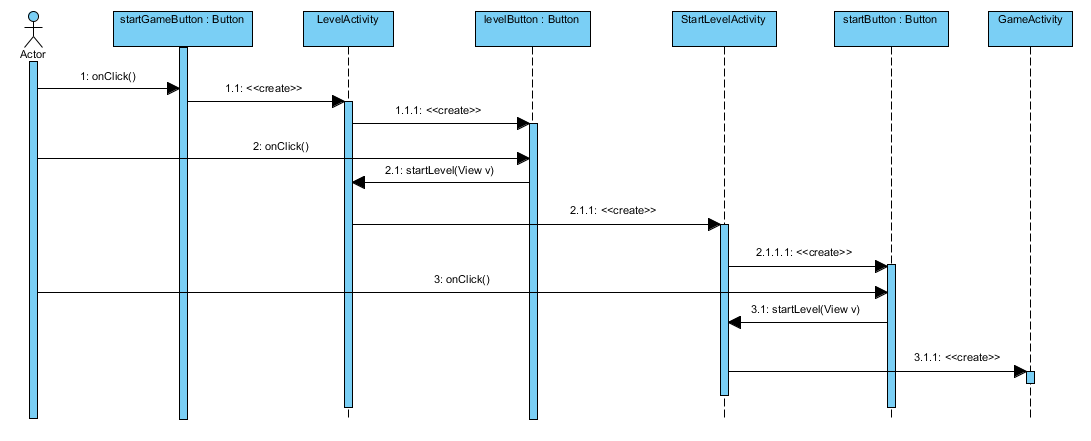 startGameButton : Button
LevelActivity
levelButton : Button
StartLevelActivity
startButton : Button
GameActivity
Actor
1: onClick()
1.1: <<create>>
1.1.1: <<create>>
2: onClick()
2.1: startLevel(View v)
2.1.1: <<create>>
2.1.1.1: <<create>>
3: onClick()
3.1: startLevel(View v)
3.1.1: <<create>>